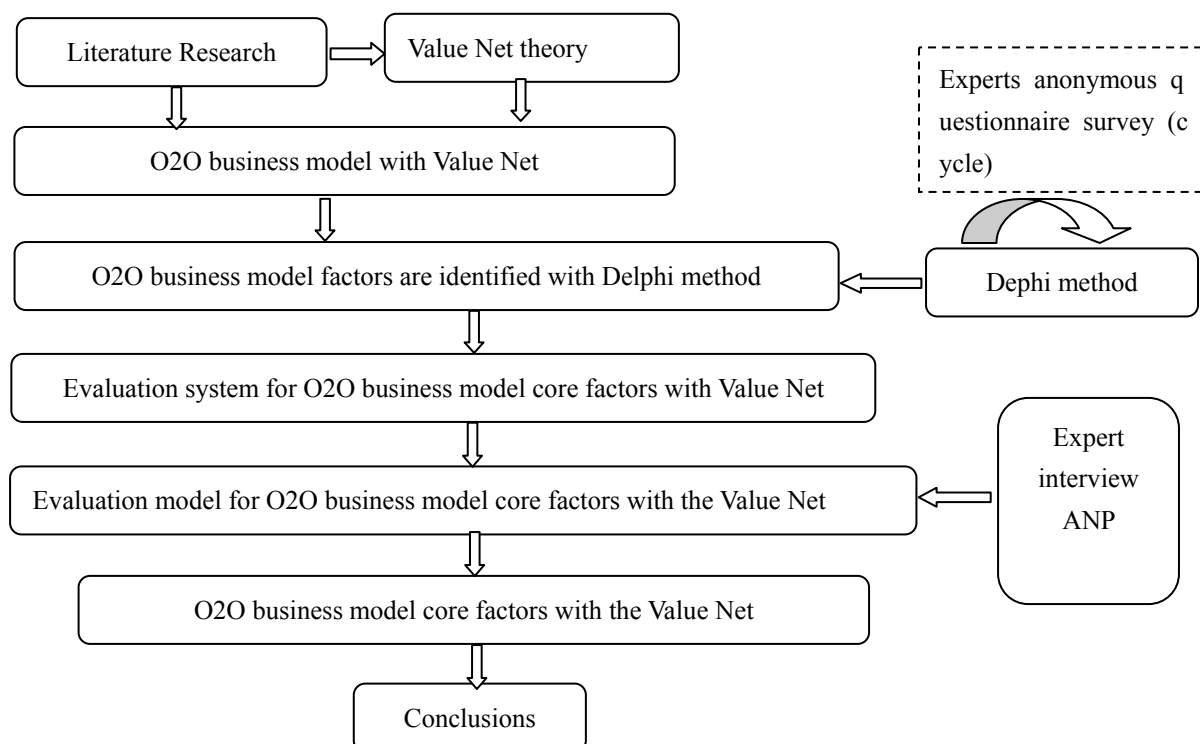 Literature Research
Value Net theory
Experts anonymous q
uestionnaire survey (c
ycle)
O2O business model with Value Net
O2O business model factors are identified with Delphi method
Dephi method
Evaluation system for O2O business model core factors with Value Net
Expert
interview
ANP
Evaluation model for O2O business model core factors with the Value Net
O2O business model core factors with the Value Net
Conclusions